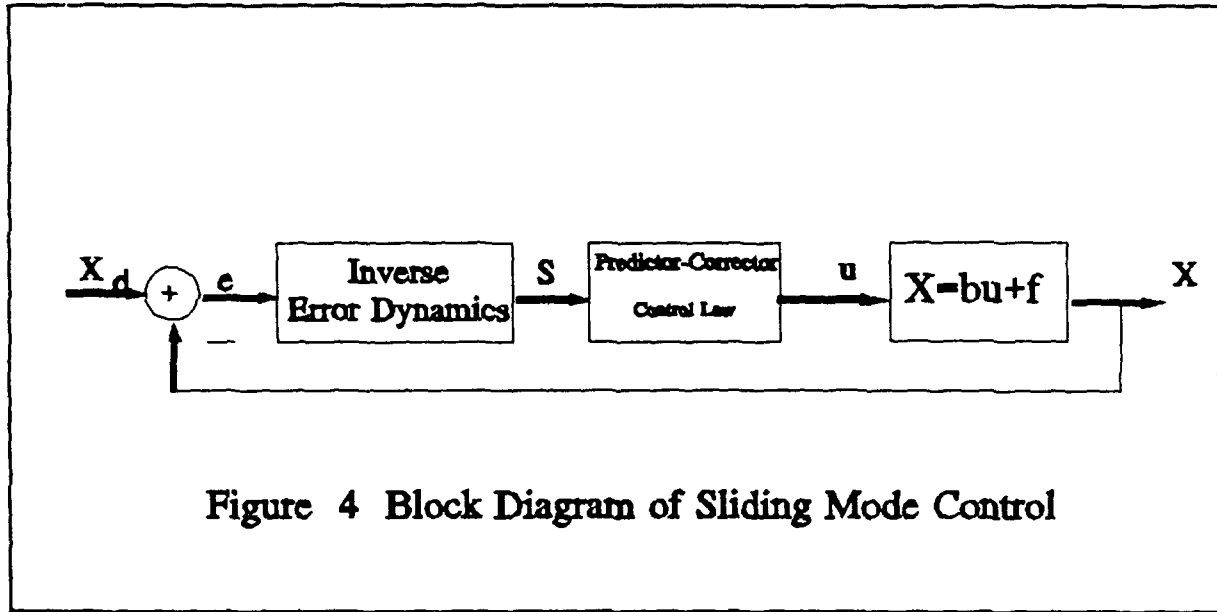 X d
+
e
Inverse
Error Dynamics
S
Predictor-Corrector
Control Law
u
X=bu+f
X
—
Figure 4 Block Diagram of Sliding Mode Control